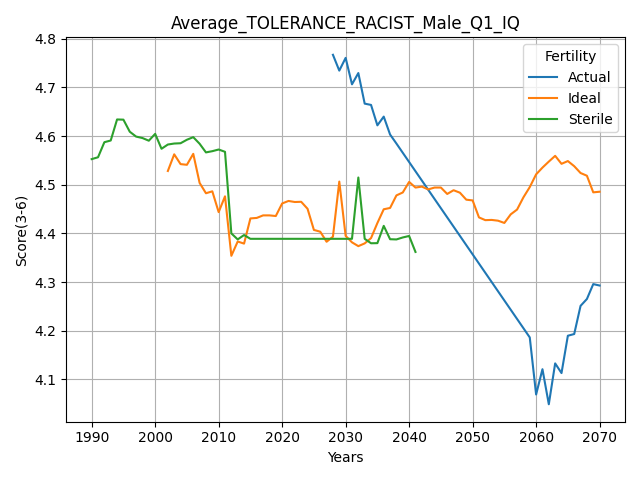 Average_TOLERANCE_RACIST_Male_Q1_IQ
Fertility
Actual
Ideal
Sterile
Score(3-6)
4.8
4.7
4.6
4.5
4.4
4.3
4.2
4.1
1990 2000 2010 2020 2030 2040 2050 2060 2070
Years